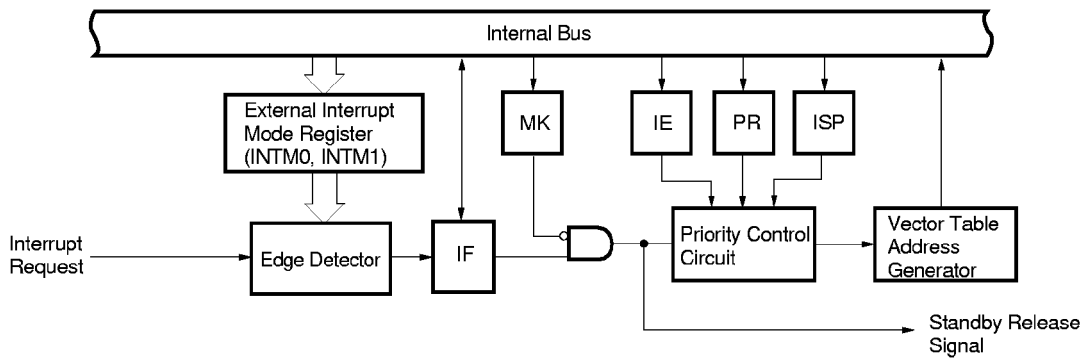 Internal Bus
External Interrupt
Mode Register
(INTM0, INTM1)
MK
IE
PR
ISP
Interrupt
Request
Edge Detector
IF
Priority Control
Circuit
Vector Table
Address
Generator
Standby Release
Signal